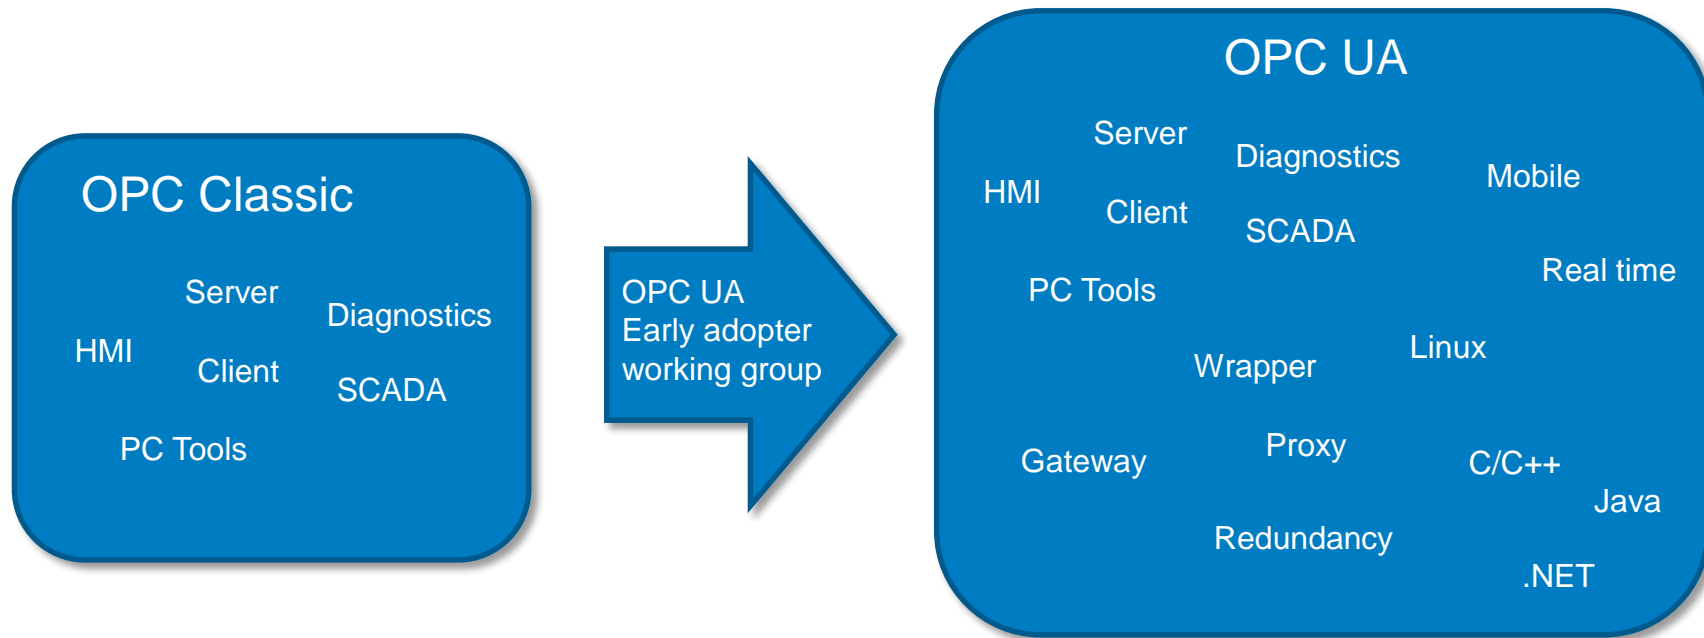 OPC Classic
Server
Diagnostics
HMI
Client
SCADA
PC Tools
OPC UA
Early adopter
working group
OPC UA
Server
Diagnostics
Mobile
HMI
Client
SCADA
Real time
PC Tools
Linux
Wrapper
Proxy
Gateway
C/C++
Java
Redundancy
.NET